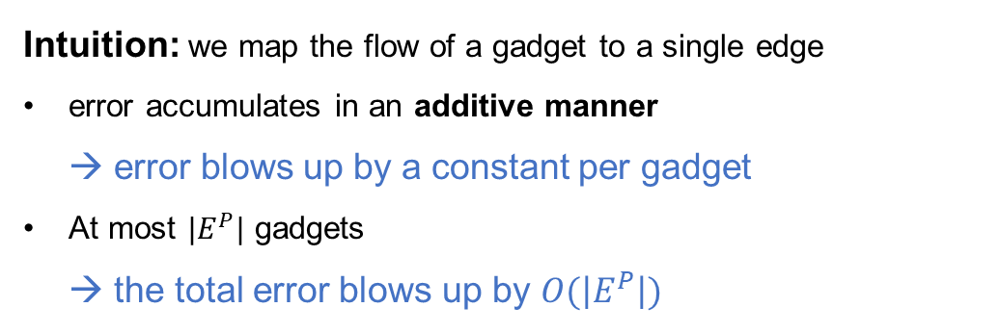 Intuition: we map the flow of a gadget to a single edge
• error accumulates in an additive manner
→ error blows up by a constant per gadget
• At most |E^P| gadgets
→ the total error blows up by O(|E^P|)